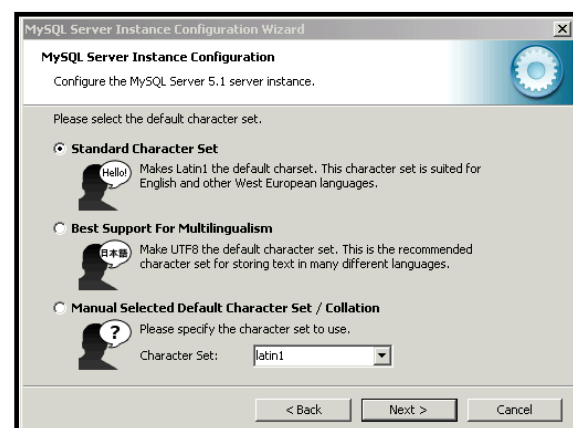 MySQL Server Instance Configuration Wizard
MySQL Server Instance Configuration
Configure the MySQL Server 5.1 server instance.
Please select the default character set.
Standard Character Set
Hello!
Makes Latin1 the default charset. This character set is suited for
English and other West European languages.
Best Support For Multilingualism
日本語
Make UTF8 the default character set. This is the recommended
character set for storing text in many different languages.
Manual Selected Default Character Set / Collation
?
Please specify the character set to use.
Character Set: latin1
< Back Next > Cancel